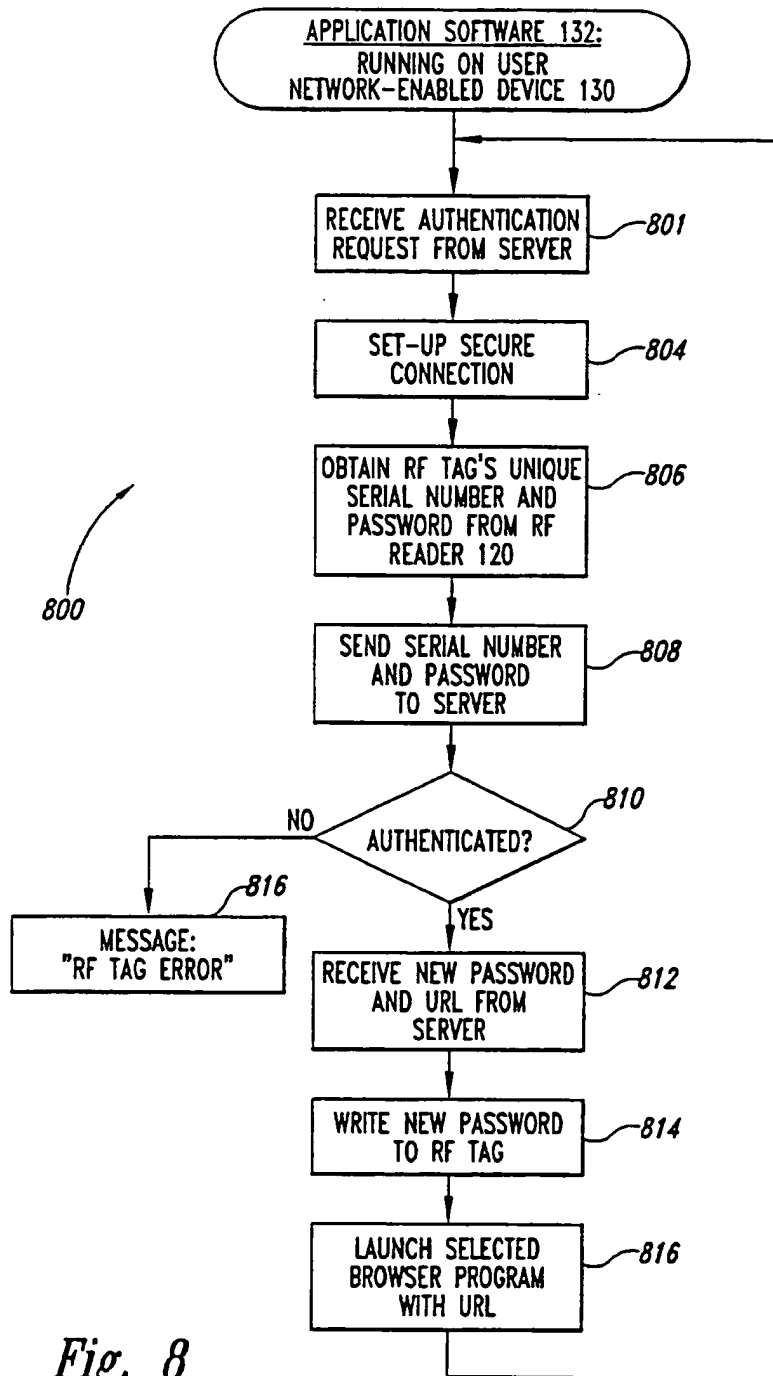 APPLICATION SOFTWARE 132:
RUNNING ON USER
NETWORK-ENABLED DEVICE 130
RECEIVE AUTHENTICATION
REQUEST FROM SERVER
801
SET-UP SECURE
CONNECTION
804
OBTAIN RF TAG'S UNIQUE
SERIAL NUMBER AND
PASSWORD FROM RF
READER 120
806
800
SEND SERIAL NUMBER
AND PASSWORD
TO SERVER
808
AUTHENTICATED?
810
NO
816
MESSAGE:
"RF TAG ERROR"
YES
RECEIVE NEW PASSWORD
AND URL FROM
SERVER
812
WRITE NEW PASSWORD
TO RF TAG
814
LAUNCH SELECTED
BROWSER PROGRAM
WITH URL
816
Fig. 8